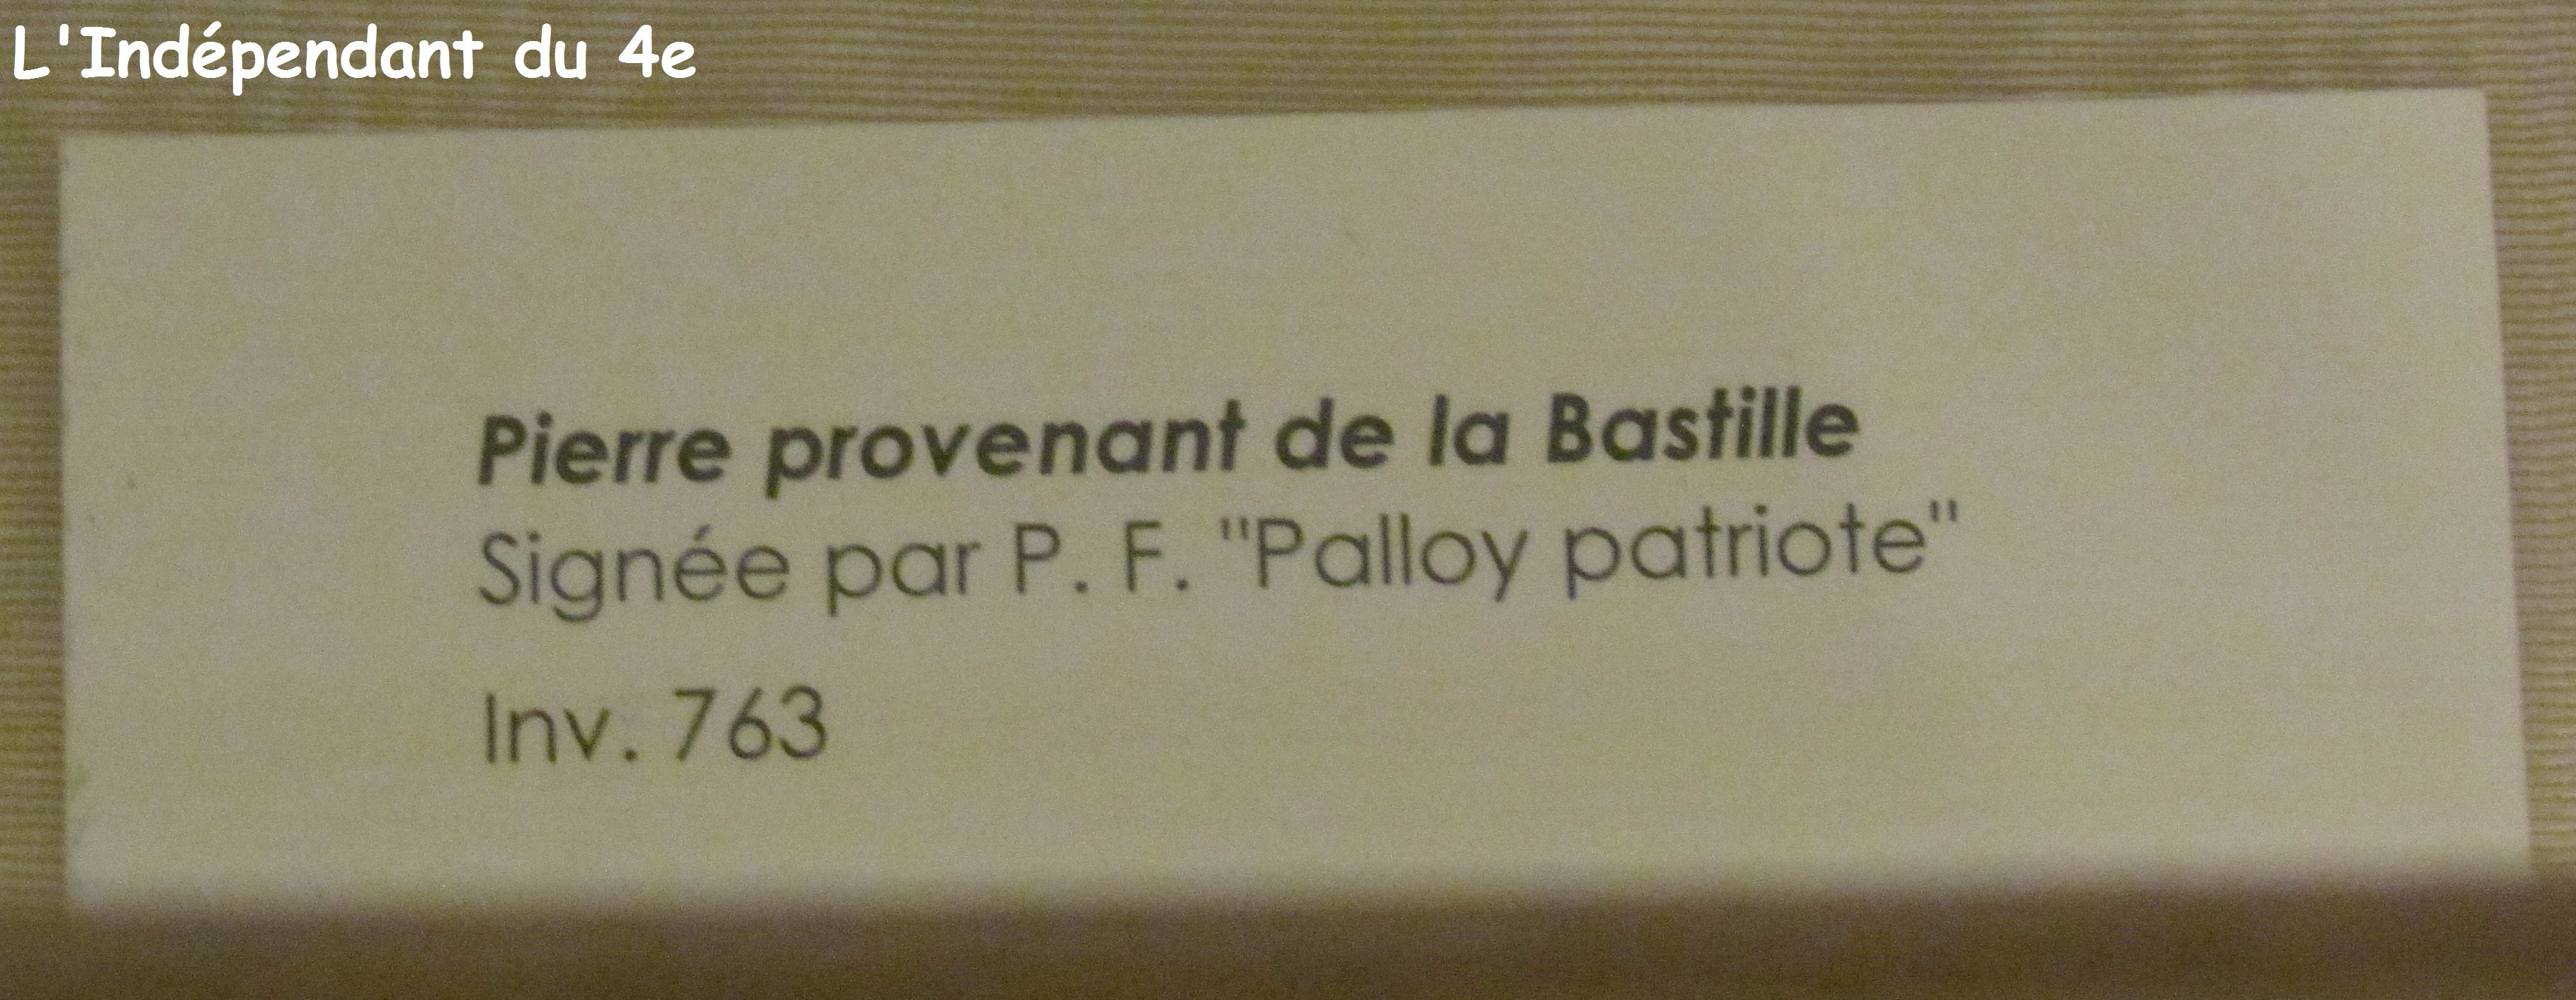 L'Indépendant du 4e
Pierre provenant de la Bastille
Signée par P. F. "Palloy patriote"
Inv. 763